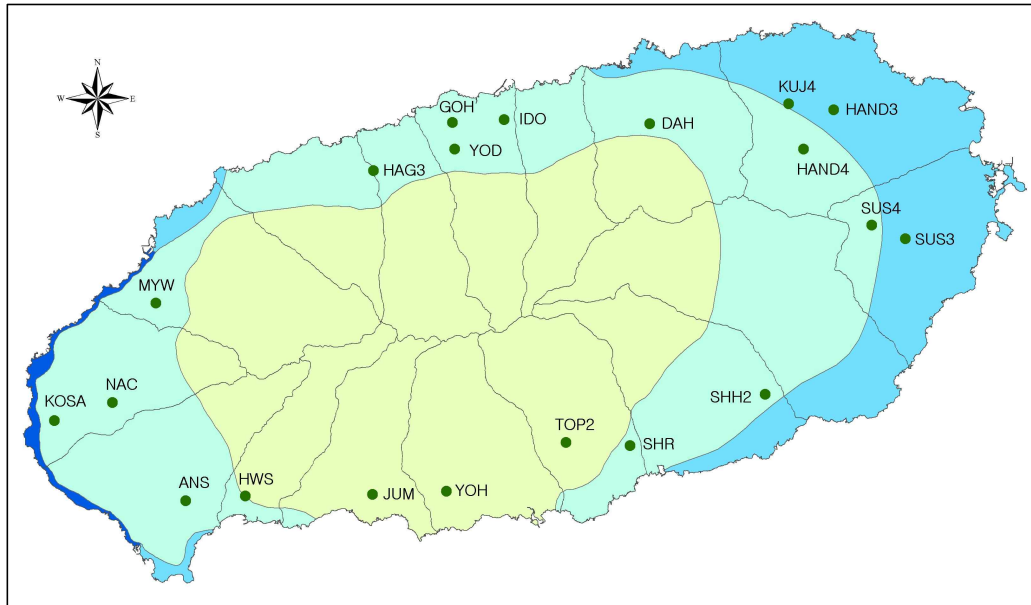 N
W E
S
KUJ4
HAND3
GOH
IDO
DAH
YOD
HAND4
HAG3
SUS4
SUS3
MYW
NAC
KOSA
SHH2
TOP2
SHR
ANS
HWS
JUM
YOH